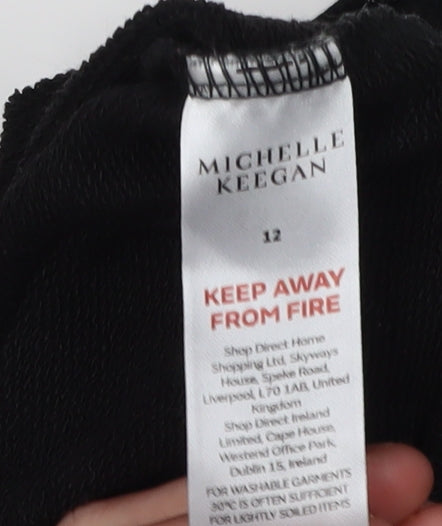 MICHELLE
KEEGAN
12
KEEP AWAY
FROM FIRE
Shop Direct Home
Shopping Ltd, Skyways
House, Speke Road,
Liverpool, L70 1AB, United
Kingdom
Shop Direct Ireland
Limited, Cape House,
Westend Office Park,
Dublin 15, Ireland
FOR WASHABLE GARMENTS
30°C IS OFTEN SUFFICIENT
FOR LIGHTLY SOILED ITEMS